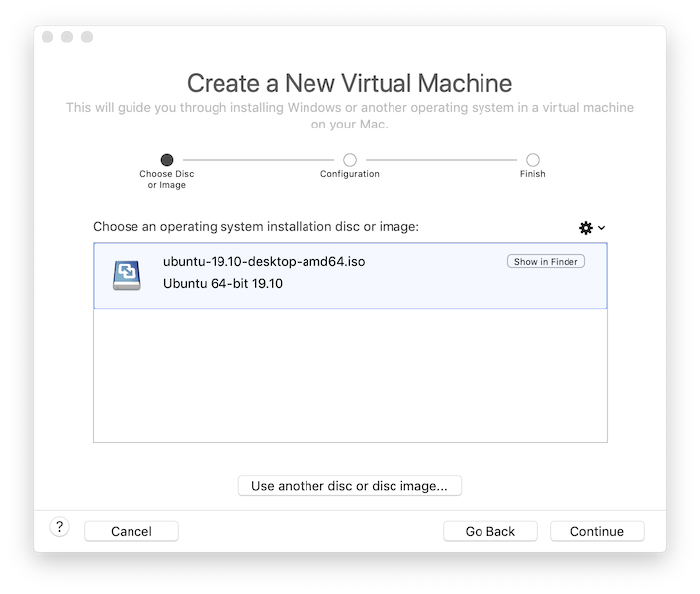 Create a New Virtual Machine
This will guide you through installing Windows or another operating system in a virtual machine
on your Mac.
Choose Disc
or Image
Configuration
Finish
Choose an operating system installation disc or image:
ubuntu-19.10-desktop-amd64.iso
Show in Finder
Ubuntu 64-bit 19.10
Use another disc or disc image...
?
Cancel
Go Back
Continue